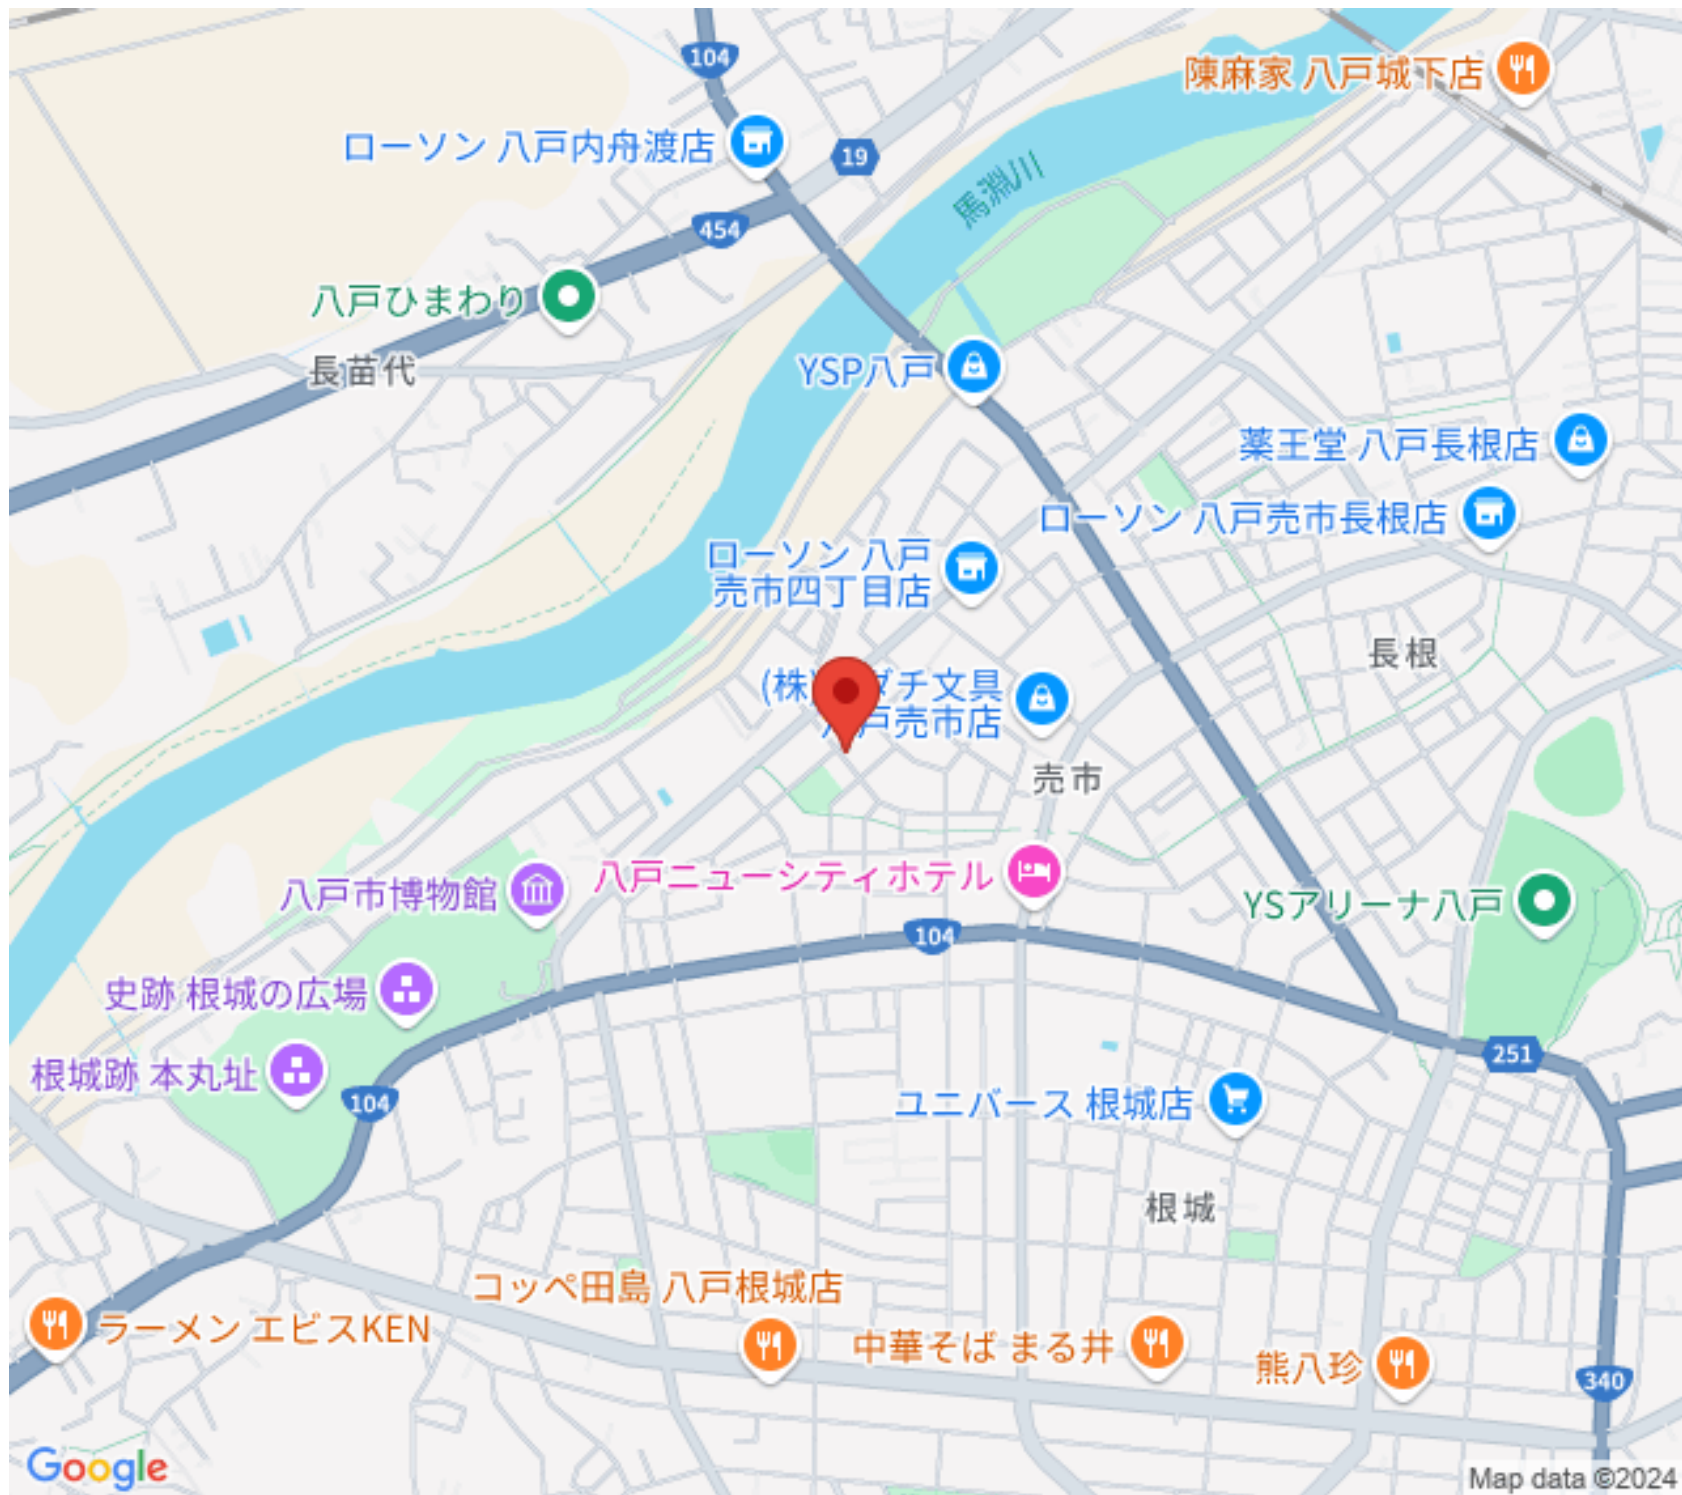 104
陳麻家 八戸城下店
ローソン 八戸内舟渡店
19
馬淵川
454
八戸ひまわり
長苗代
YSP八戸
薬王堂 八戸長根店
ローソン 八戸売市長根店
ローソン 八戸
売市四丁目店
長根
(株)
ダチ文具
戸売市店
売市
八戸ニューシティホテル
八戸市博物館
YSアリーナ八戸
104
史跡 根城の広場
根城跡 本丸址
251
104
ユニバース 根城店
根城
コッペ田島 八戸根城店
ラーメン エビスKEN
中華そば まる井
熊八珍
340
Google
Map data ©2024